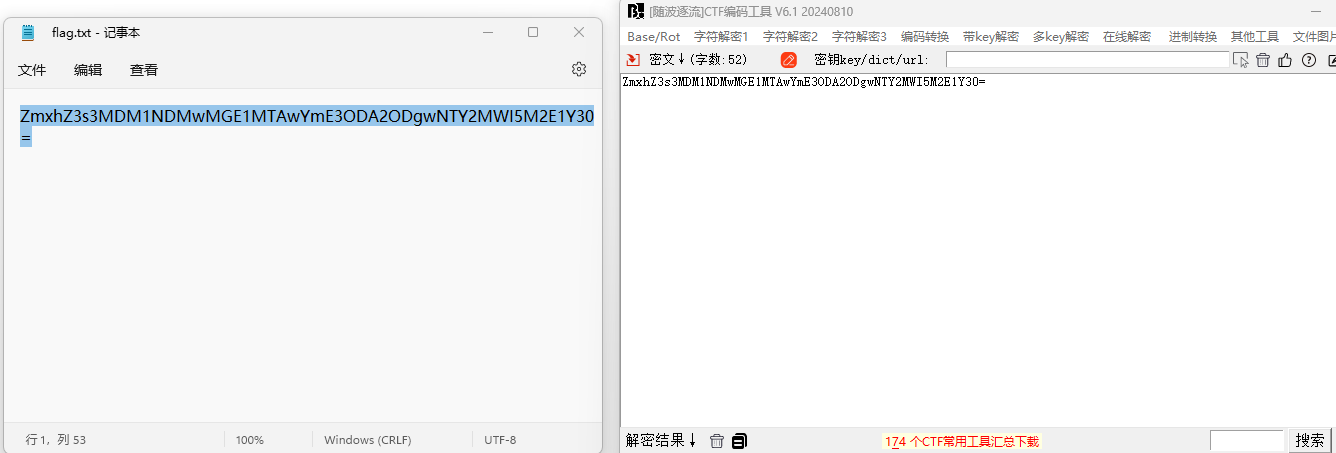 flag.txt - 记事本
文件 编辑 查看
ZmxhZ3s3MDM1NDMwMGE1MTAwYmE3ODA2ODgwNTY2MWI5M2E1Y30
=
行 1，列 53 100% Windows (CRLF) UTF-8
[随波逐流]CTF编码工具 V6.1 20240810
Base/Rot 字符解密1 字符解密2 字符解密3 编码转换 带key解密 多key解密 在线解密 进制转换 其他工具 文件图片
密文↓(字数:52) 密钥key/dict/url:
ZmxhZ3s3MDM1NDMwMGE1MTAwYmE3ODA2ODgwNTY2MWI5M2E1Y30=
解密结果↓ 174 个CTF常用工具汇总下载 搜索